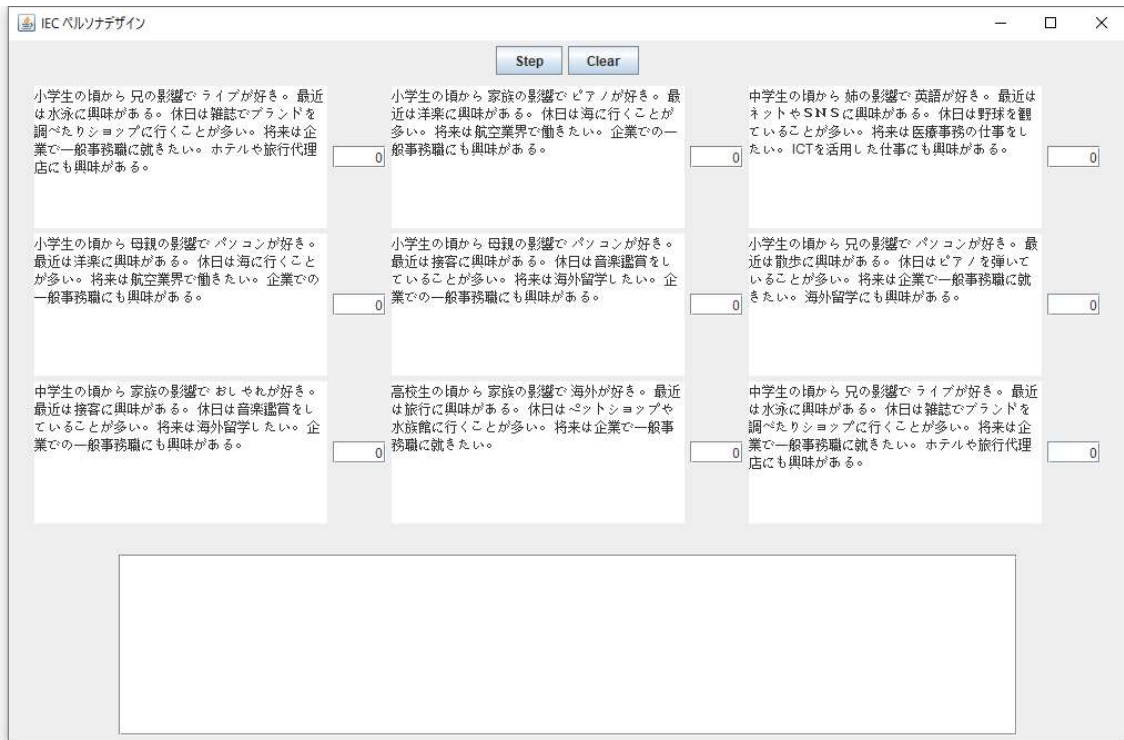 IEC ペルソナデザイン
Step Clear
小学生の頃から 兄の影響で ライブが好き。 最近
は水泳に興味がある。 休日は雑誌でブランドを
調べたりショップに行くことが多い。 将来は企
業で一般事務職に就きたい。 ホテルや旅行代理
店にも興味がある。
0
小学生の頃から 家族の影響で ピアノが好き。 最
近は洋楽に興味がある。 休日は海に行くことが
多い。 将来は航空業界で働きたい。 企業での一
般事務職にも興味がある。
0
中学生の頃から 姉の影響で 英語が好き。 最近は
ネットやSNSに興味がある。 休日は野球を観
ていることが多い。 将来は医療事務の仕事をし
たい。 ICTを活用した仕事にも興味がある。
0
小学生の頃から 母親の影響で パソコンが好き。
最近は洋楽に興味がある。 休日は海に行くこと
が多い。 将来は航空業界で働きたい。 企業での
一般事務職にも興味がある。
0
小学生の頃から 母親の影響で パソコンが好き。
最近は接客に興味がある。 休日は音楽鑑賞をし
ていることが多い。 将来は海外留学したい。 企
業での一般事務職にも興味がある。
0
小学生の頃から 兄の影響で パソコンが好き。 最
近は散歩に興味がある。 休日はピアノを弾いて
いることが多い。 将来は企業で一般事務職に就
きたい。 海外留学にも興味がある。
0
中学生の頃から 家族の影響で おしゃれが好き。
最近は接客に興味がある。 休日は音楽鑑賞をし
ていることが多い。 将来は海外留学したい。 企
業での一般事務職にも興味がある。
0
高校生の頃から 家族の影響で 海外が好き。 最近
は旅行に興味がある。 休日はペットショップや
水族館に行くことが多い。 将来は企業で一般事
務職に就きたい。
0
中学生の頃から 兄の影響で ライブが好き。 最近
は水泳に興味がある。 休日は雑誌でブランドを
調べたりショップに行くことが多い。 将来は企
業で一般事務職に就きたい。 ホテルや旅行代理
店にも興味がある。
0